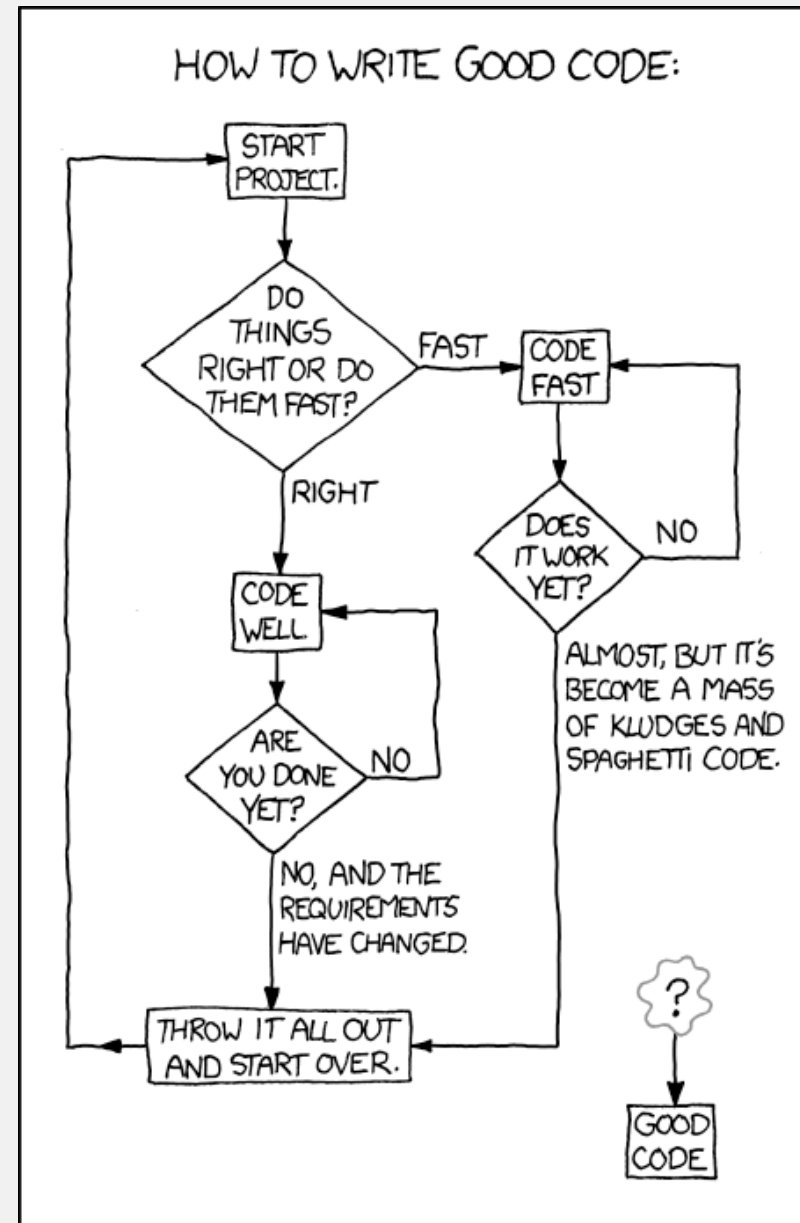 HOW TO WRITE GOOD CODE:
START
PROJECT.
DO
THINGS
RIGHT OR DO
THEM FAST?
FAST
CODE
FAST
RIGHT
DOES
IT WORK
YET?
NO
CODE
WELL.
ALMOST, BUT IT'S
BECOME A MASS
OF KLUDGES AND
SPAGHETTI CODE.
ARE
YOU DONE
YET?
NO
NO, AND THE
REQUIREMENTS
HAVE CHANGED.
THROW IT ALL OUT
AND START OVER.
?
GOOD
CODE